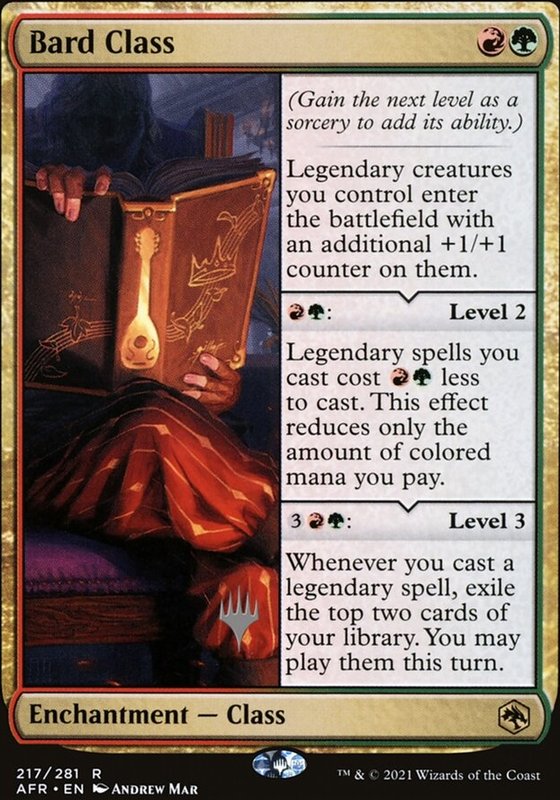 Bard Class
(Gain the next level as a
sorcery to add its ability.)
Legendary creatures
you control enter
the battlefield with
an additional +1/+1
counter on them.
: Level 2
Legendary spells you
cast cost less
to cast. This effect
reduces only the
amount of colored
mana you pay.
3 : Level 3
Whenever you cast a
legendary spell, exile
the top two cards of
your library. You may
play them this turn.
Enchantment — Class
217/281 R
AFR • EN Andrew Mar
™ & © 2021 Wizards of the Coast